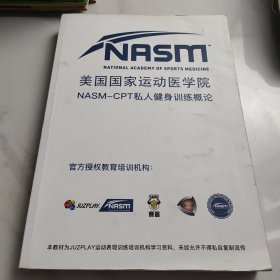 NASM
NATIONAL ACADEMY OF SPORTS MEDICINE
美国国家运动医学院
NASM-CPT私人健身训练概论
官方授权教育培训机构：
JUZPLAY
NASM
本教材为JUZPLAY运动表现训练培训机构学习资料，未经允许不得私自复制宣传